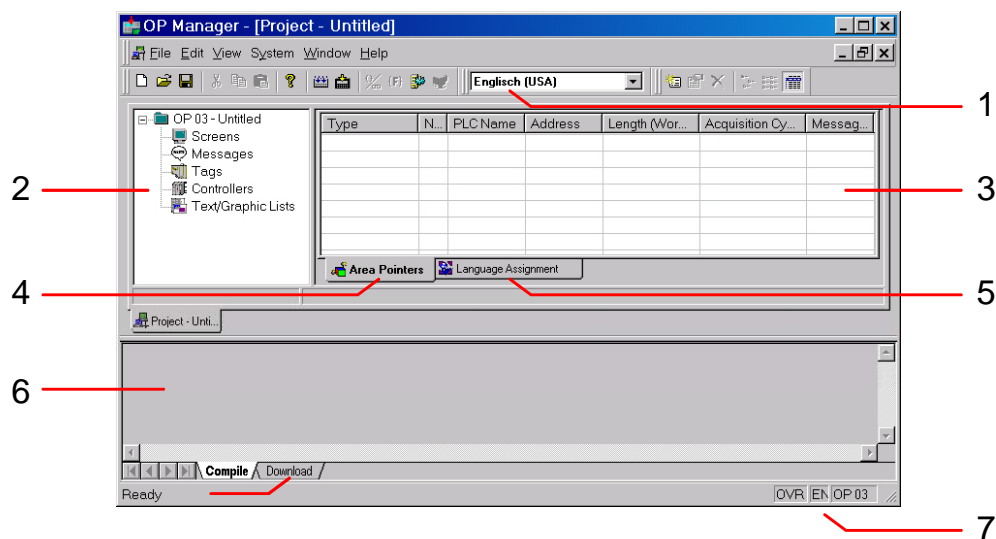 OP Manager - [Project - Untitled]
File Edit View System Window Help
Englisch (USA)
1
OP 03 - Untitled
Screens
Messages
Tags
Controllers
Text/Graphic Lists
2
Type N... PLC Name Address Length (Wor... Acquisition Cy... Messag...
3
Area Pointers Language Assignment
4
5
Project - Unti...
6
Compile Download
Ready OVR EN OP 03
7